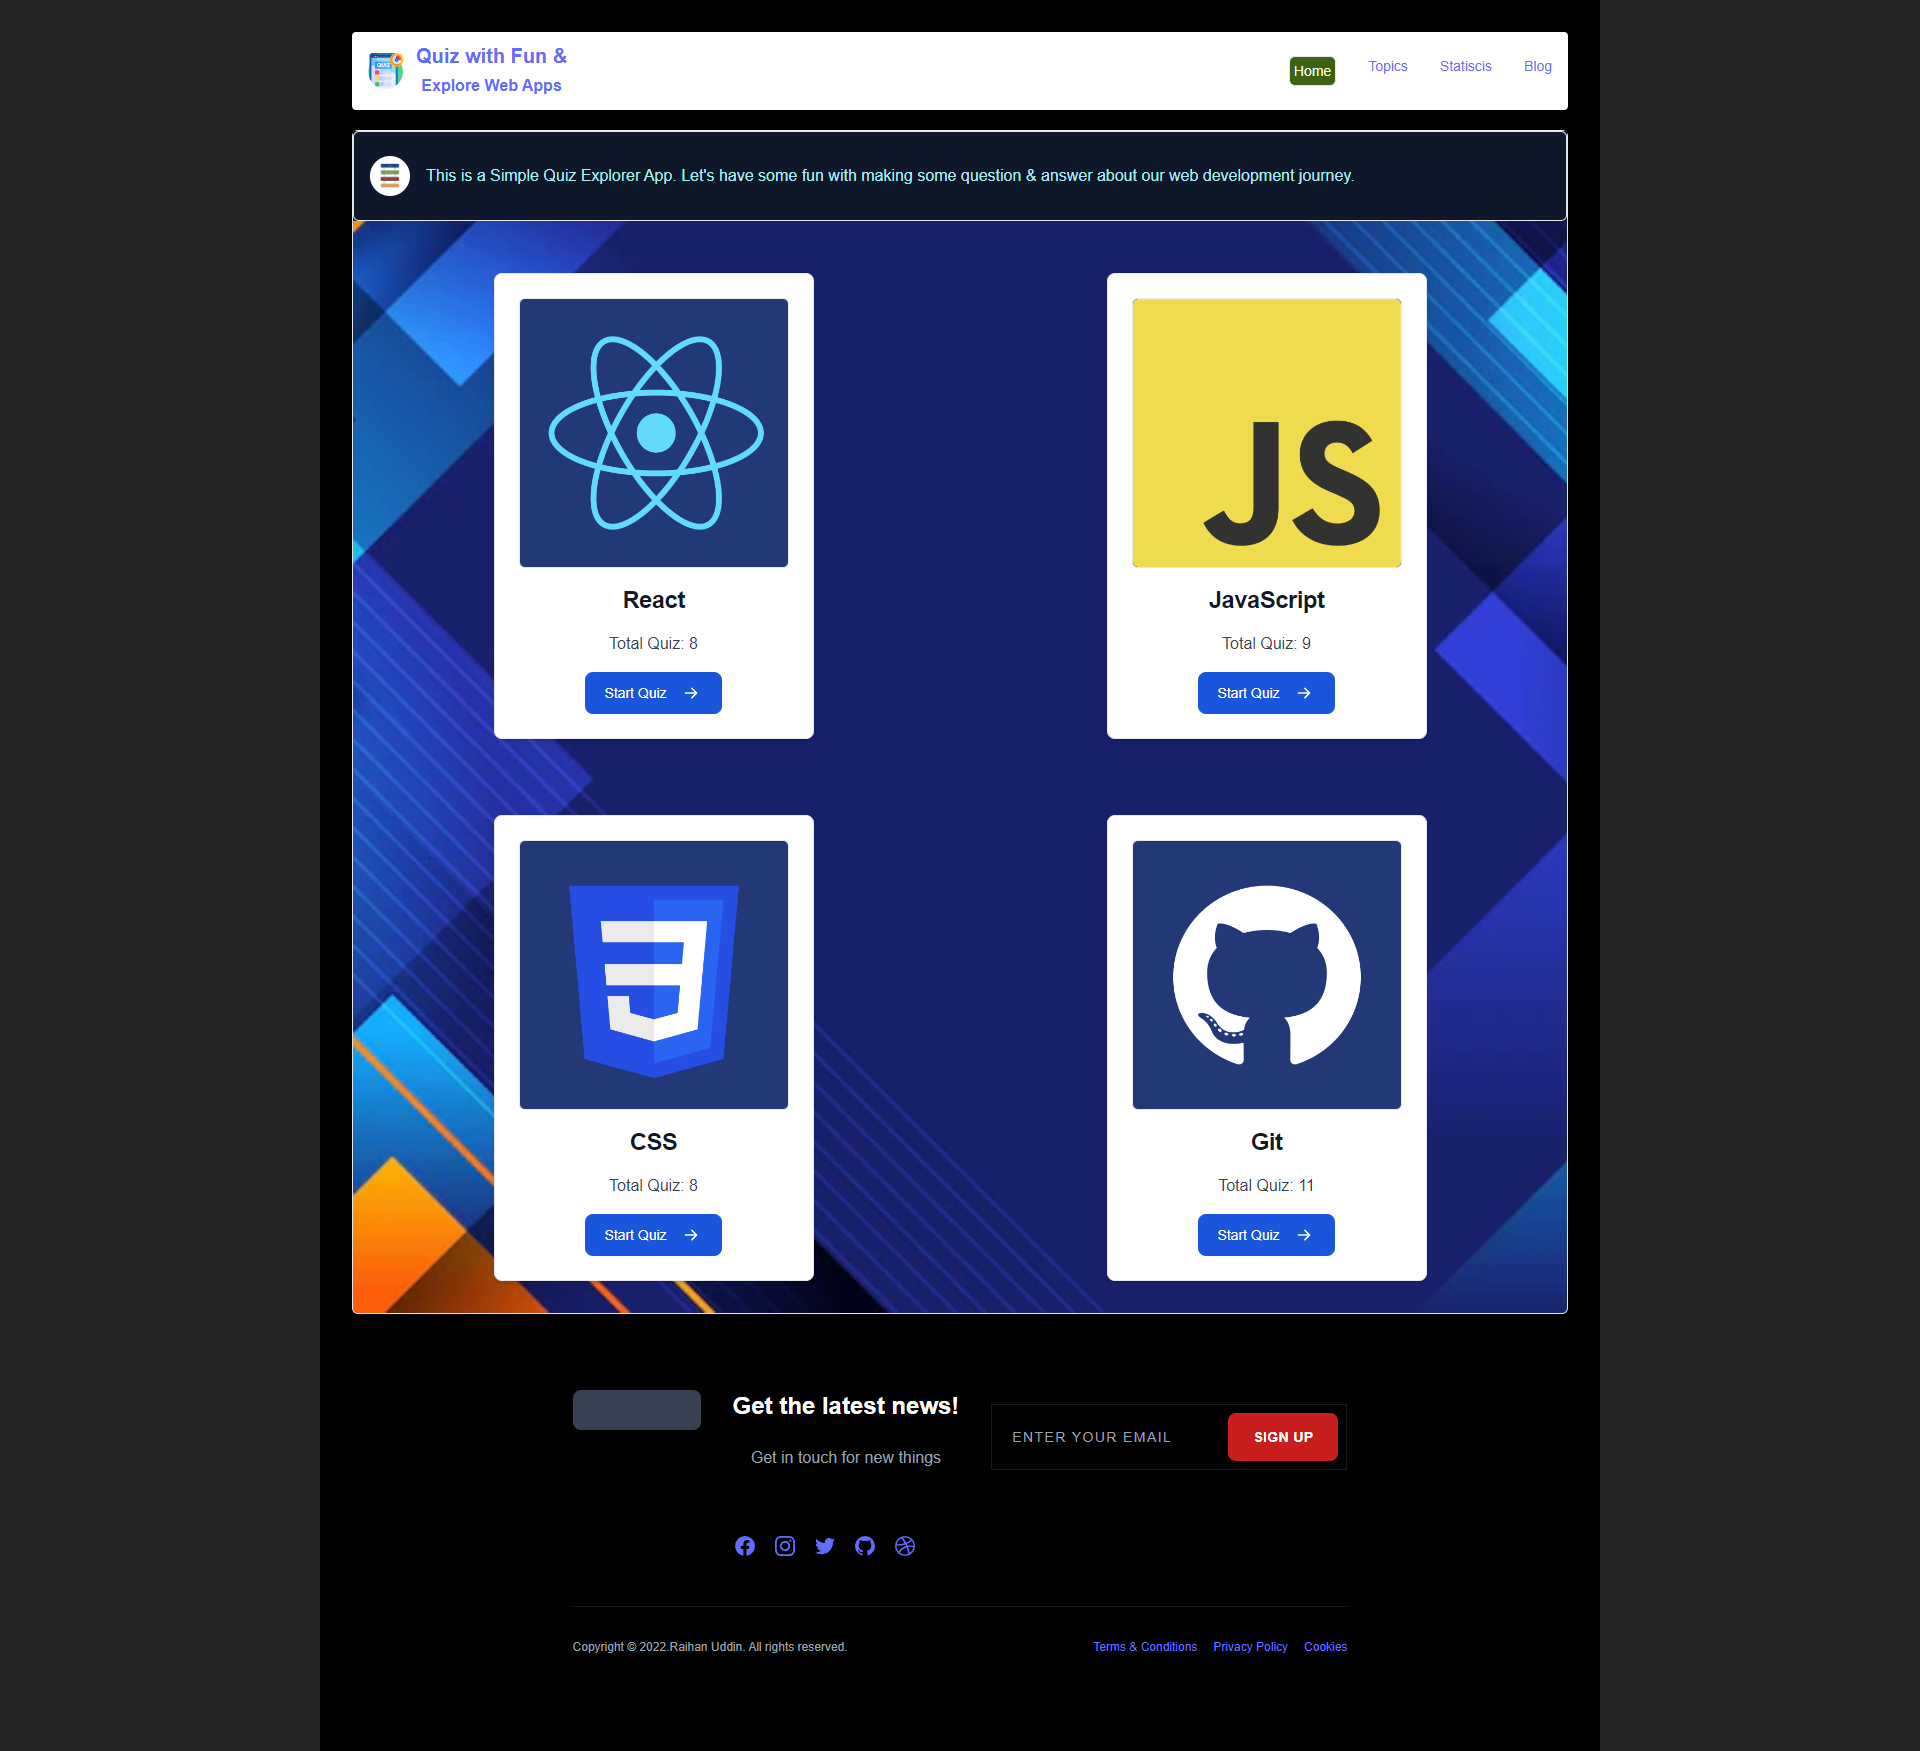 QUIZ
Quiz with Fun &
Explore Web Apps
Home
Topics
Statiscis
Blog
This is a Simple Quiz Explorer App. Let's have some fun with making some question & answer about our web development journey.
JS
React
JavaScript
Total Quiz: 8
Total Quiz: 9
Start Quiz
Start Quiz
CSS
Git
Total Quiz: 8
Total Quiz: 11
Start Quiz
Start Quiz
Get the latest news!
Get in touch for new things
ENTER YOUR EMAIL
SIGN UP
Copyright © 2022.Raihan Uddin. All rights reserved.
Terms & Conditions
Privacy Policy
Cookies